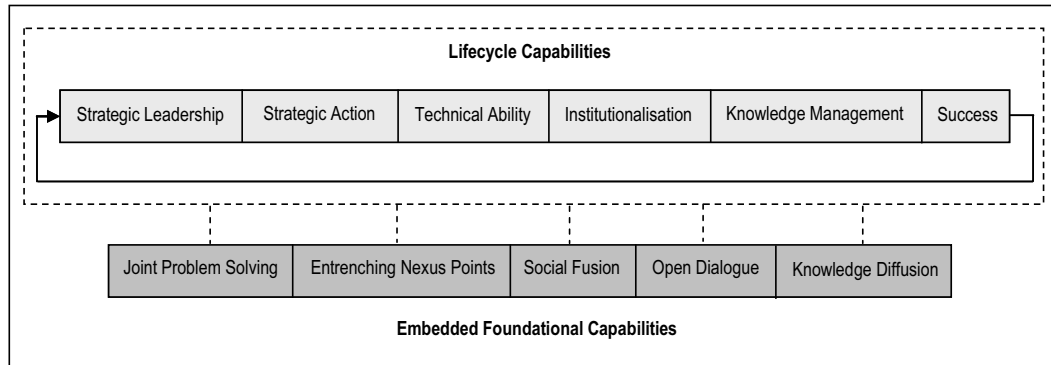 Lifecycle Capabilities
Strategic Leadership Strategic Action Technical Ability Institutionalisation Knowledge Management Success
Joint Problem Solving Entrenching Nexus Points Social Fusion Open Dialogue Knowledge Diffusion
Embedded Foundational Capabilities